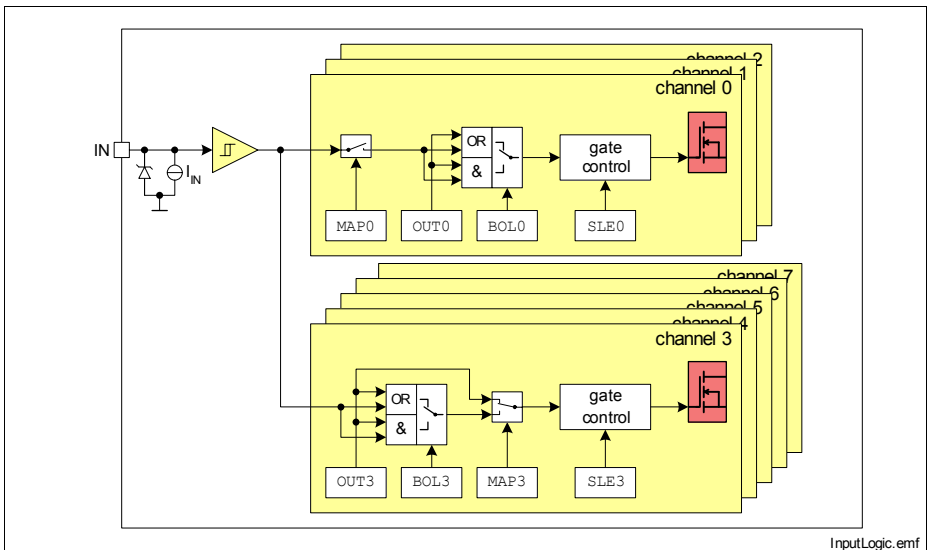 channel 2
channel 1
channel 0
IN
I_IN
OR
&
gate
control
MAP0
OUT0
BOL0
SLE0
channel 7
channel 6
channel 5
channel 4
channel 3
OR
&
gate
control
OUT3
BOL3
MAP3
SLE3
InputLogic.emf